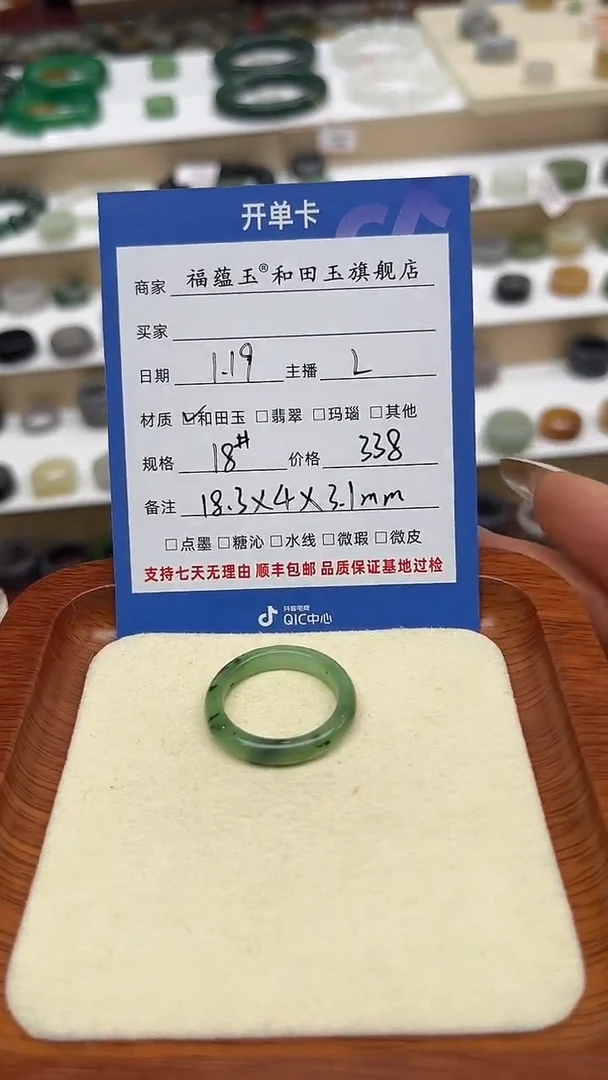 开单卡
商家 福蕴玉®和田玉旗舰店
买家
日期 1.19 主播 L
材质 ☑和田玉 □翡翠 □玛瑙 □其他
规格 18# 价格 338
备注 18.3X4X3.1mm
□点墨 □糖沁 □水线 □微瑕 □微皮
支持七天无理由 顺丰包邮 品质保证基地过检
抖音电商
QIC中心